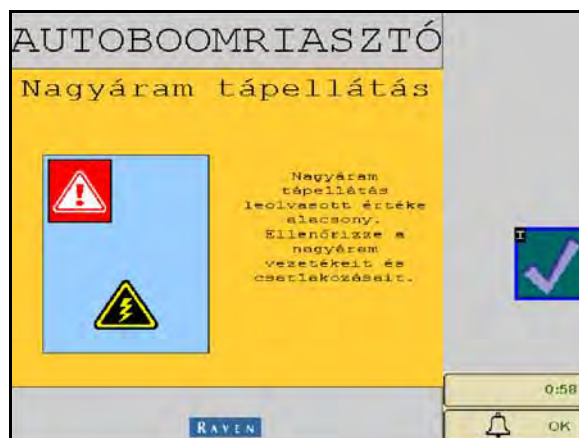 AUTOBOOMRIASZTÓ
Nagyáram tápellátás
Nagyáram
tápellátás
leolvasott értéke
alacsony.
Ellenőrizze a
nagyáram
vezetékeit és
csatlakozásait.
I
0:58
RAVEN
OK